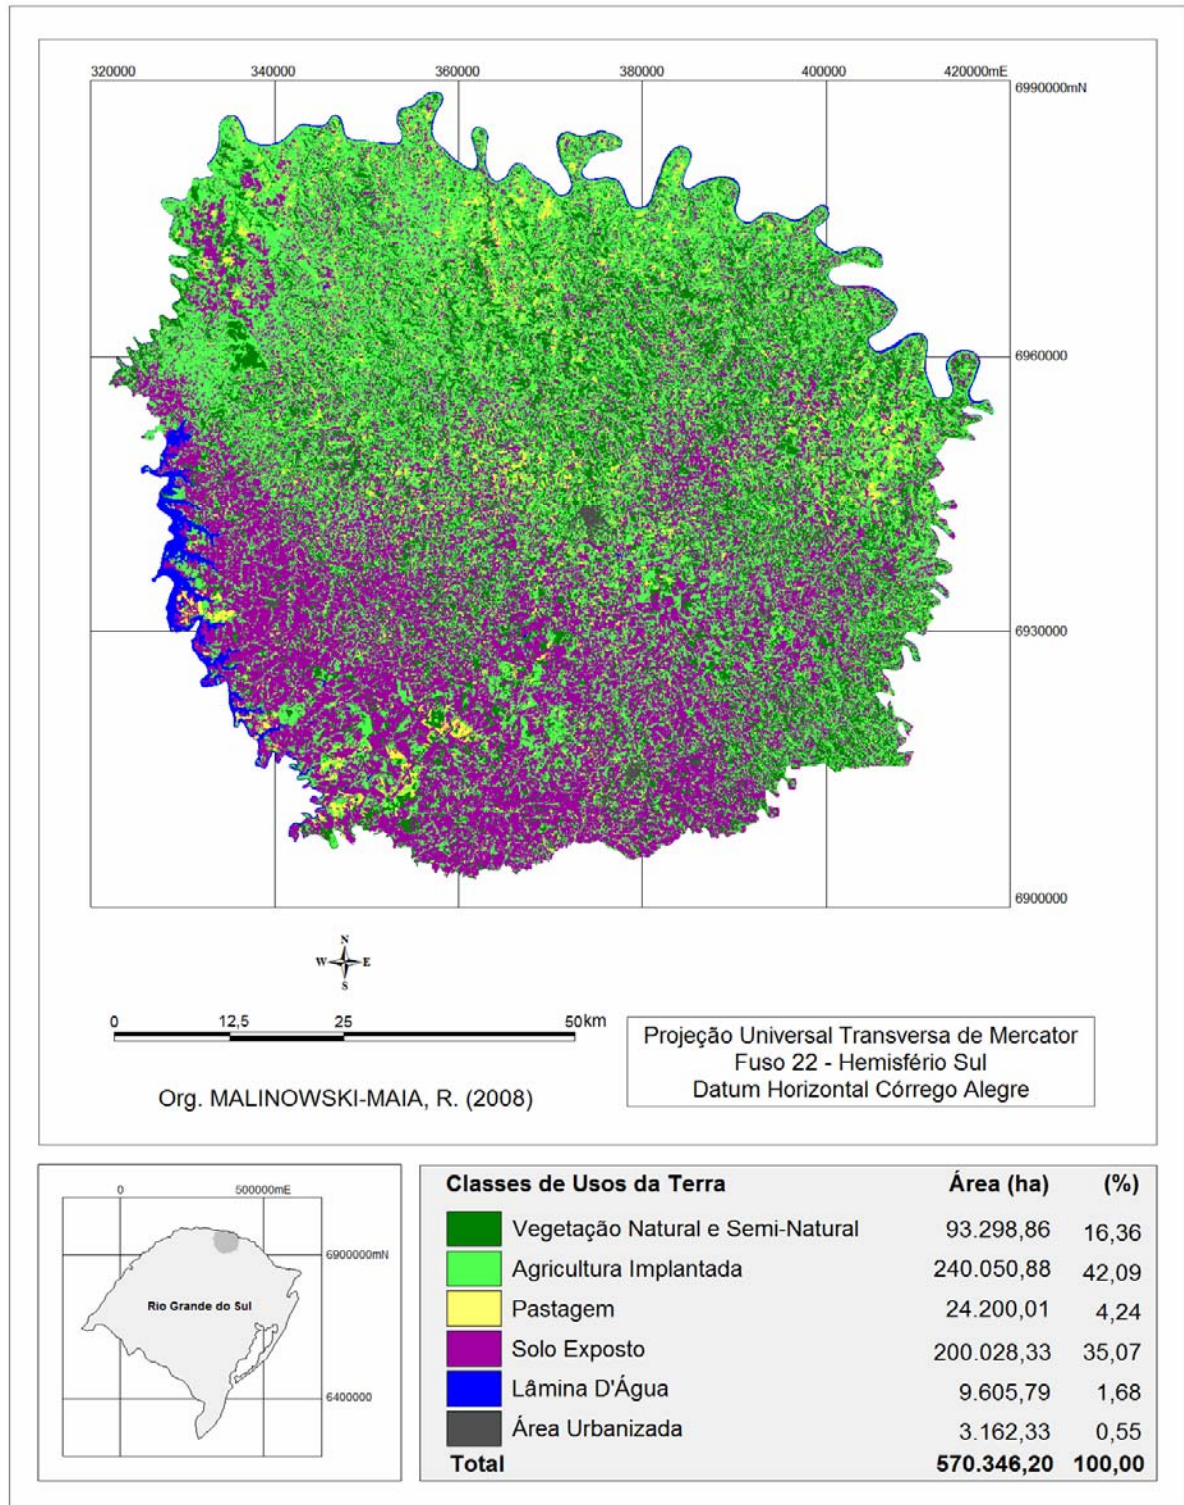 320000 340000 360000 380000 400000 420000mE
6990000mN
6960000
6930000
6900000
N
W E
S
0 12,5 25 50km
Projeção Universal Transversa de Mercator
Fuso 22 - Hemisfério Sul
Datum Horizontal Córrego Alegre
Org. MALINOWSKI-MAIA, R. (2008)
0 500000mE
6900000mN
Rio Grande do Sul
6400000
Classes de Usos da Terra Área (ha) (%)
Vegetação Natural e Semi-Natural 93.298,86 16,36
Agricultura Implantada 240.050,88 42,09
Pastagem 24.200,01 4,24
Solo Exposto 200.028,33 35,07
Lâmina D'Água 9.605,79 1,68
Área Urbanizada 3.162,33 0,55
Total 570.346,20 100,00